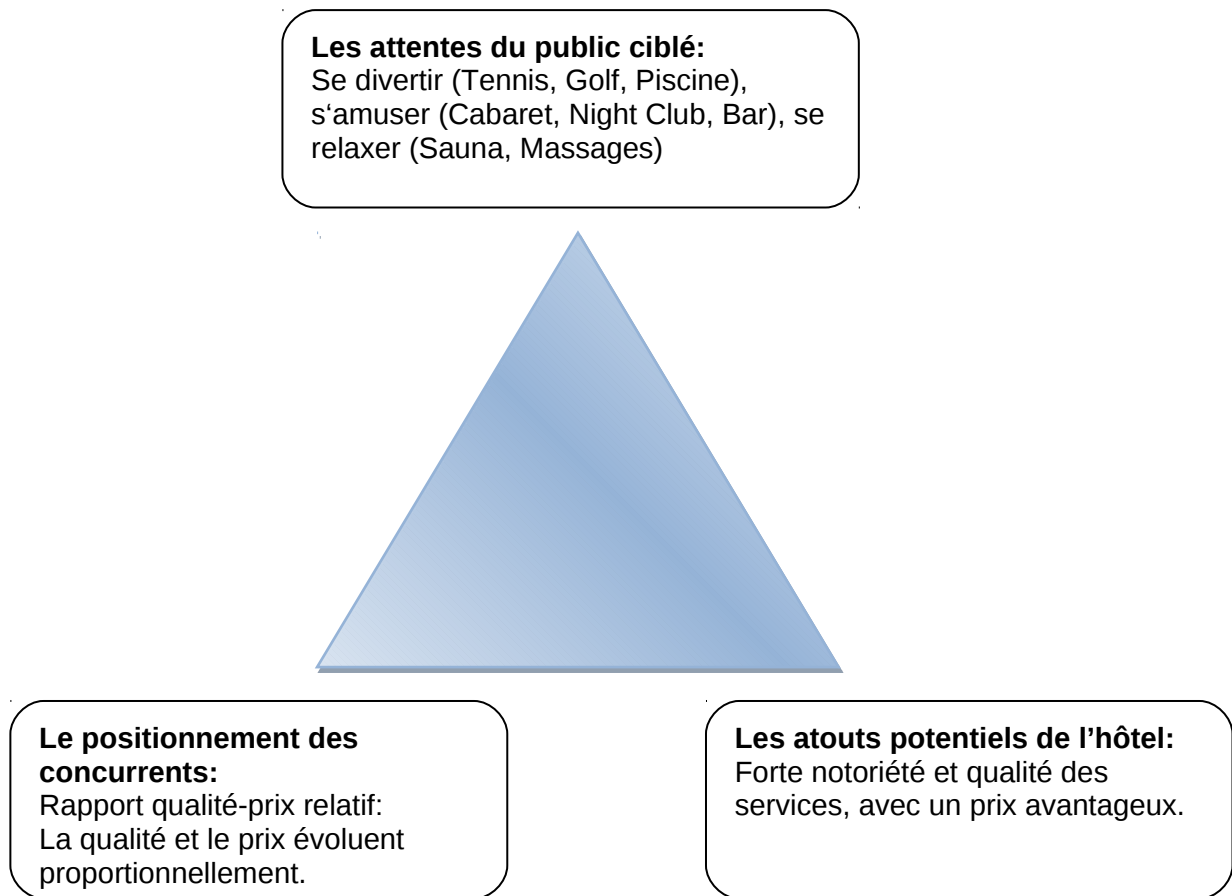 Les attentes du public ciblé:
Se divertir (Tennis, Golf, Piscine),
s‘amuser (Cabaret, Night Club, Bar), se
relaxer (Sauna, Massages)
Le positionnement des
concurrents:
Rapport qualité-prix relatif:
La qualité et le prix évoluent
proportionnellement.
Les atouts potentiels de l’hôtel:
Forte notoriété et qualité des
services, avec un prix avantageux.